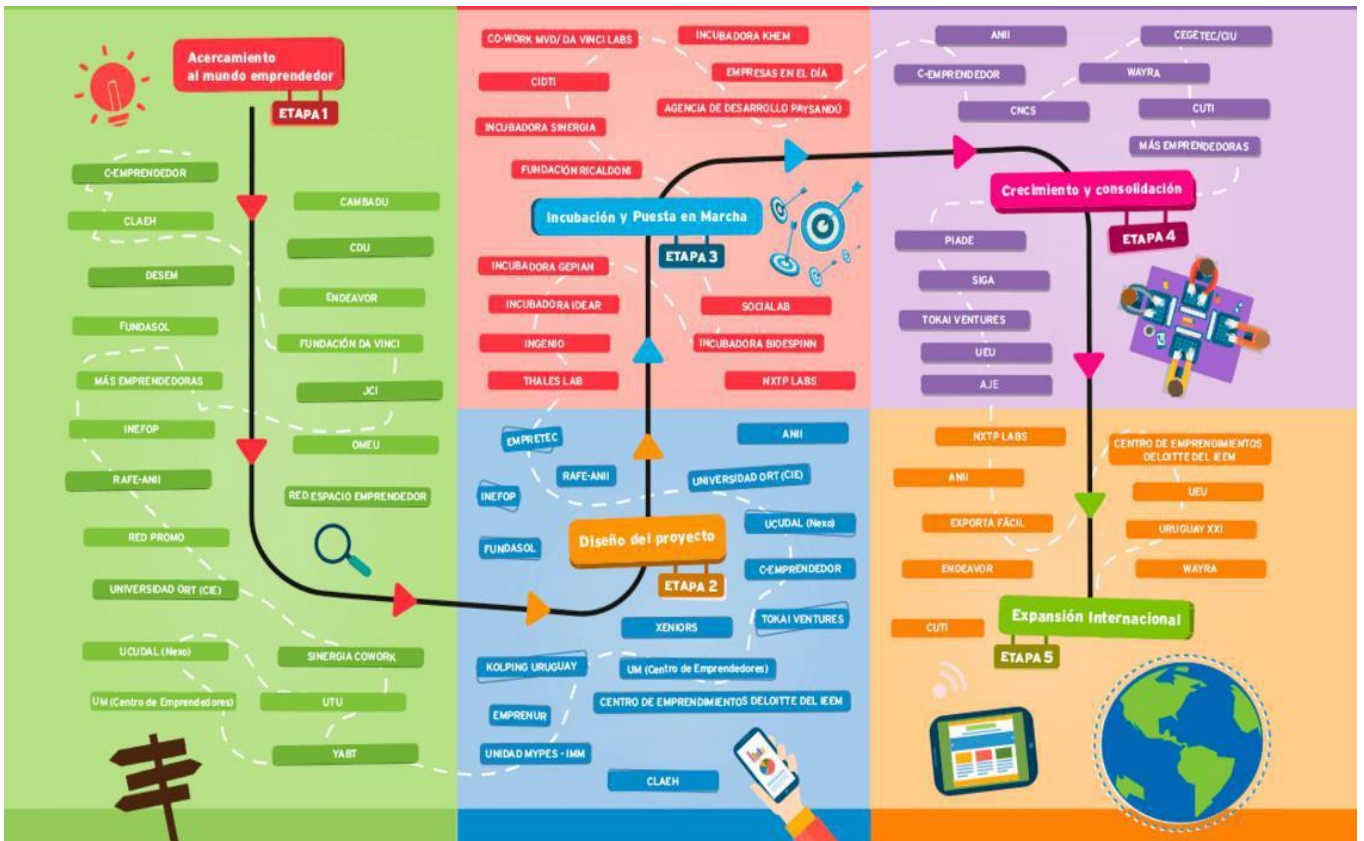 Acercamiento
al mundo emprendedor
ETAPA 1
C-EMPRENDEDOR
CLAEH
DESEM
FUNDASOL
MÁS EMPRENDEDORAS
INEFOP
RAFE-ANII
RED PROMO
UNIVERSIDAD ORT (CIE)
UCUDAL (Nexo)
UM (Centro de Emprendedores)
CAMBADU
CDU
ENDEAVOR
FUNDACIÓN DA VINCI
JCI
OMEU
RED ESPACIO EMPRENDEDOR
SINERGIA COWORK
UTU
YABT
CO-WORK MVD/ DA VINCI LABS
CIDTI
INCUBADORA SINERGIA
FUNDACIÓN RICALDONI
INCUBADORA KHEM
EMPRESAS EN EL DÍA
AGENCIA DE DESARROLLO PAYSANDÚ
Incubación y Puesta en Marcha
ETAPA 3
INCUBADORA GEPIAN
INCUBADORA IDEAR
INGENIO
THALES LAB
SOCIALAB
INCUBADORA BIOESPINN
NXTP LABS
EMPRETEC
ANII
RAFE-ANII
UNIVERSIDAD ORT (CIE)
INEFOP
UCUDAL (Nexo)
FUNDASOL
Diseño del proyecto
ETAPA 2
C-EMPRENDEDOR
XENIORS
TOKAI VENTURES
KOLPING URUGUAY
UM (Centro de Emprendedores)
EMPRENUR
CENTRO DE EMPRENDIMIENTOS DELOITTE DEL IEEM
UNIDAD MYPES - IMM
CLAEH
ANII
CEGETEC/CIU
C-EMPRENDEDOR
WAYRA
CNCS
CUTI
MÁS EMPRENDEDORAS
Crecimiento y consolidación
ETAPA 4
PIADE
SIGA
TOKAI VENTURES
UEU
AJE
NXTP LABS
CENTRO DE EMPRENDIMIENTOS
DELOITTE DEL IEEM
ANII
UEU
EXPORTA FÁCIL
URUGUAY XXI
ENDEAVOR
WAYRA
CUTI
Expansión Internacional
ETAPA 5